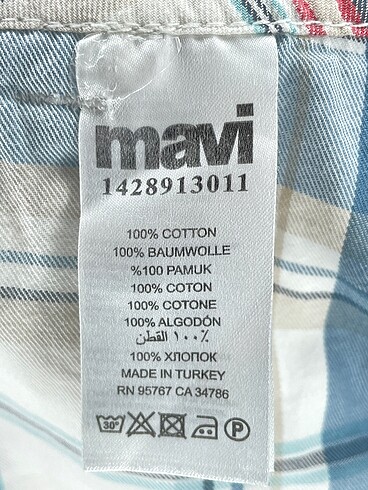 mavi
1428913011
100% COTTON
100% BAUMWOLLE
%100 PAMUK
100% COTON
100% COTONE
100% ALGODÓN
٪١٠٠ القطن
100% ХЛОПОК
MADE IN TURKEY
RN 95767 CA 34786
30° P